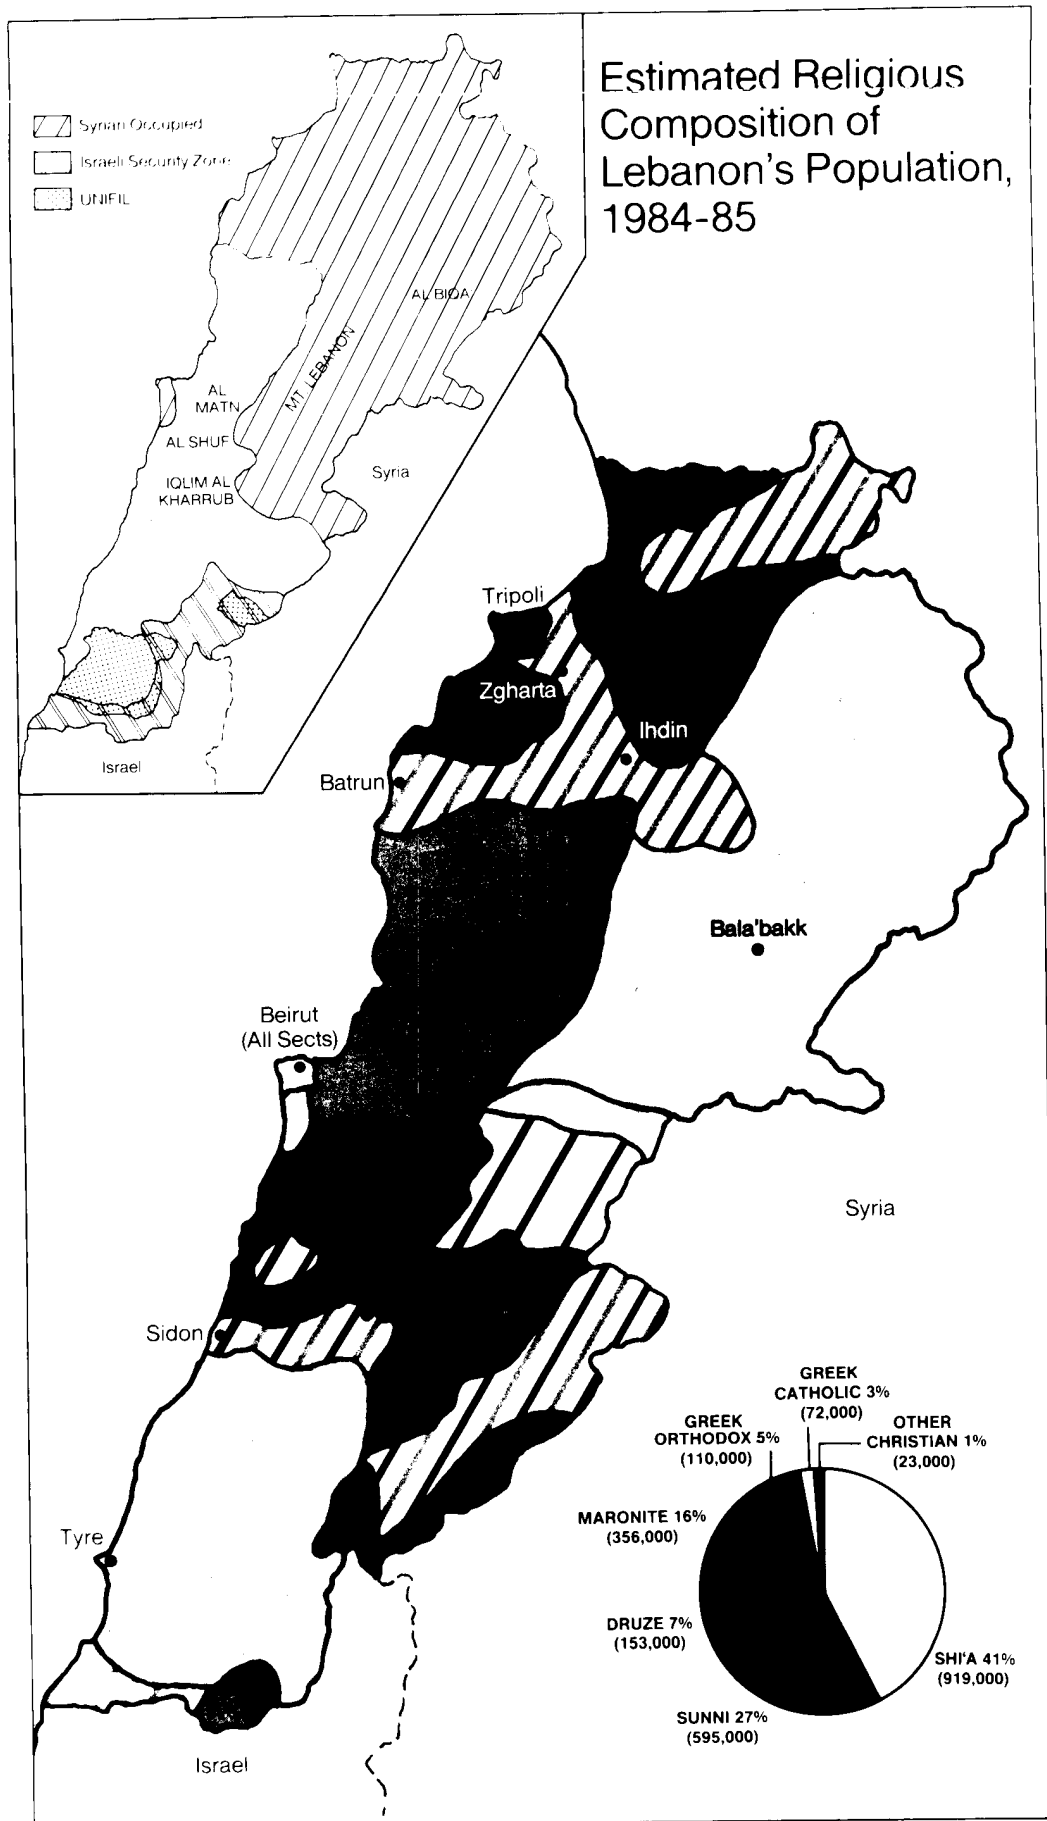 Estimated Religious
Composition of
Lebanon's Population,
1984-85
Syrian Occupied
Israeli Security Zone
UNIFIL
AL BIQA
MT LEBANON
AL
MATN
AL SHUF
IQLIM AL
KHARRUB
Syria
Israel
Tripoli
Zgharta
Ihdin
Batrun
Bala'bakk
Beirut
(All Sects)
Syria
Sidon
Tyre
Israel
GREEK
CATHOLIC 3%
(72,000)
GREEK
ORTHODOX 5%
(110,000)
OTHER
CHRISTIAN 1%
(23,000)
MARONITE 16%
(356,000)
DRUZE 7%
(153,000)
SHI'A 41%
(919,000)
SUNNI 27%
(595,000)